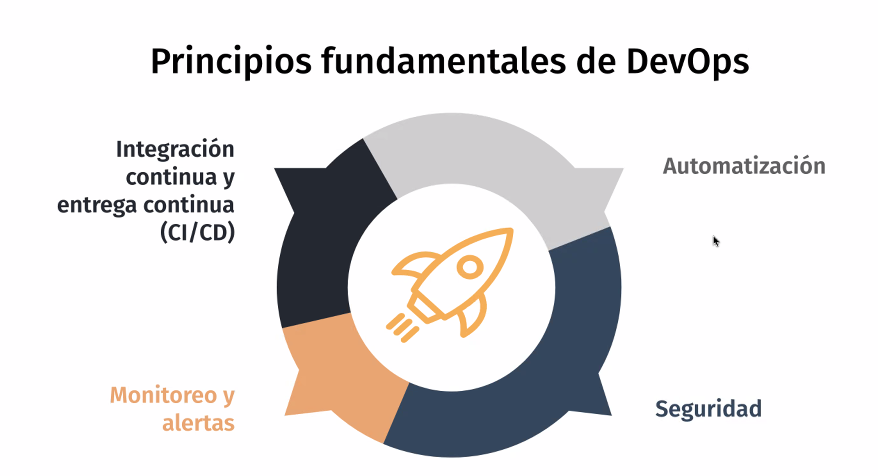 Principios fundamentales de DevOps
Integración
continua y
entrega continua
(CI/CD)
Automatización
Monitoreo y
alertas
Seguridad